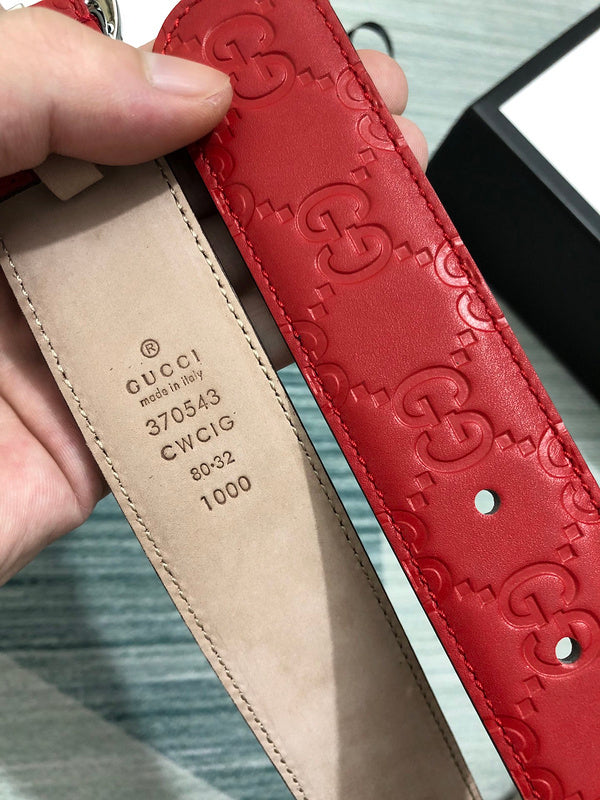 ®
GUCCI
made in italy
370543
CWCIG
80·32
1000